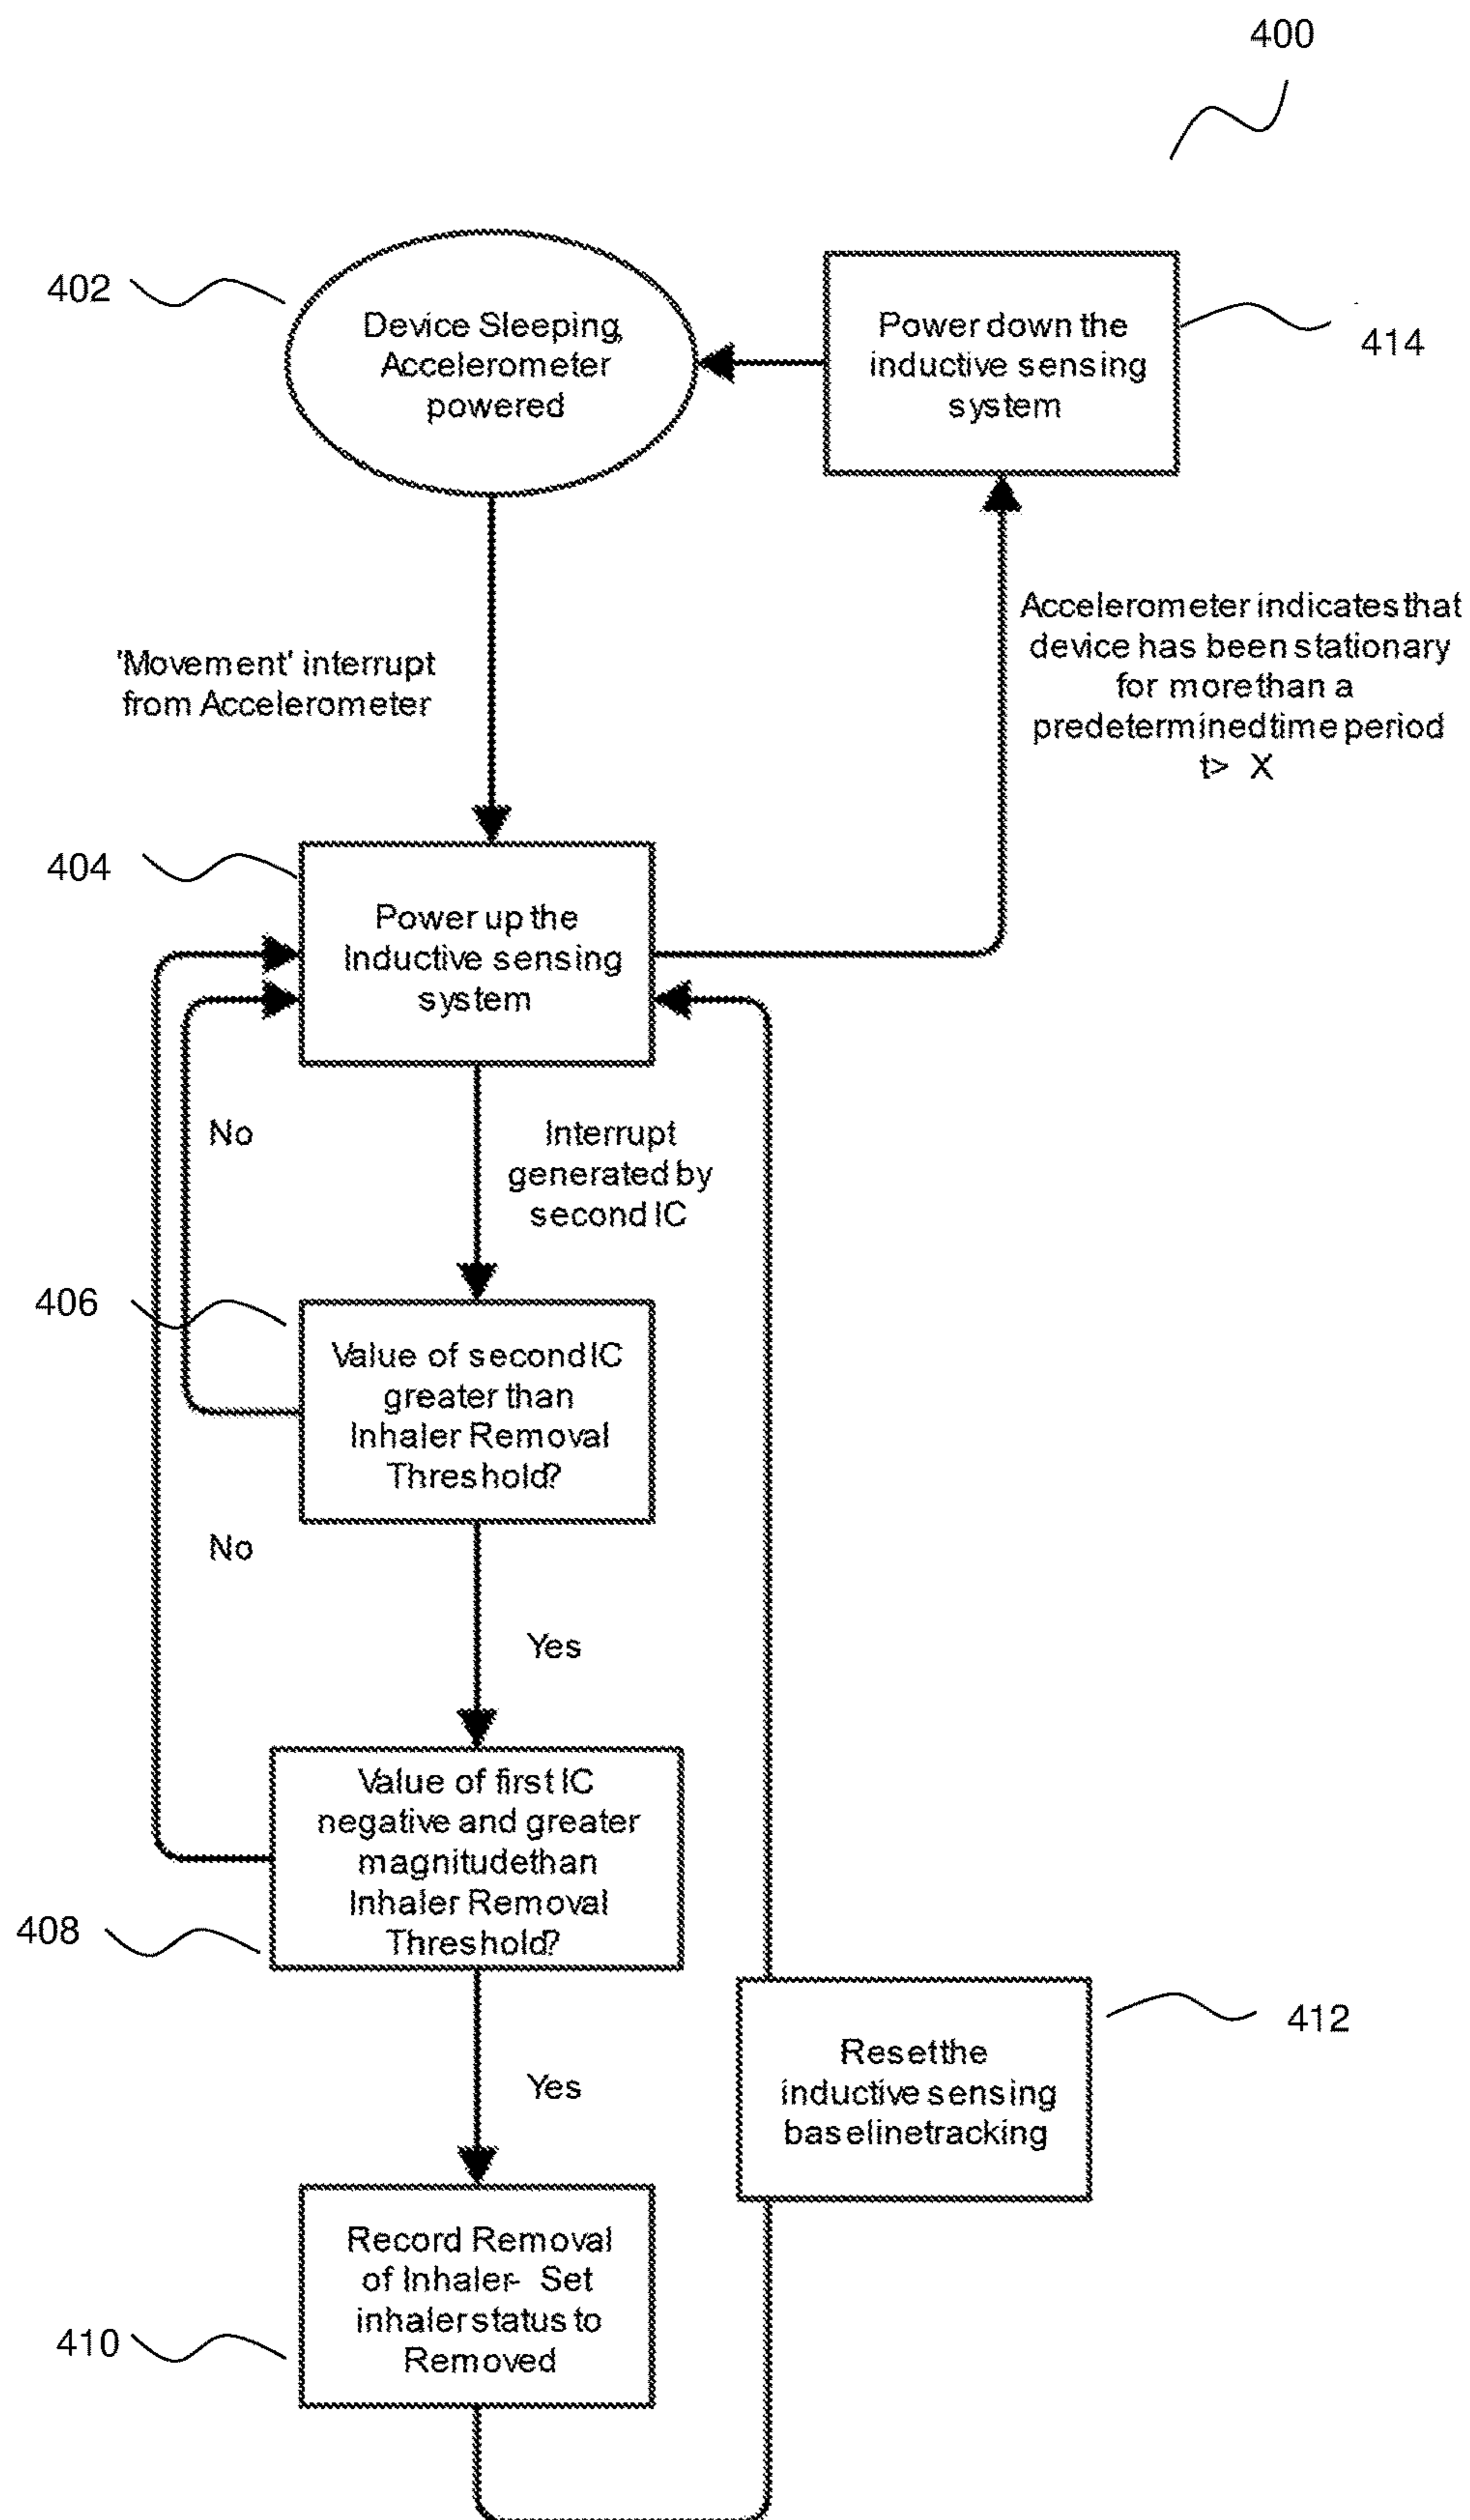 400
402
Device Sleeping,
Accelerometer
powered
Power down the
inductive sensing
system
414
'Movement' interrupt
from Accelerometer
Accelerometer indicates that
device has been stationary
for more than a
predetermined time period
t> X
404
Power up the
Inductive sensing
system
No
Interrupt
generated by
second IC
406
Value of second IC
greater than
Inhaler Removal
Threshold?
No
Yes
Value of first IC
negative and greater
magnitude than
Inhaler Removal
Threshold?
408
412
Reset the
inductive sensing
baseline tracking
Yes
Record Removal
of Inhaler- Set
inhaler status to
Removed
410